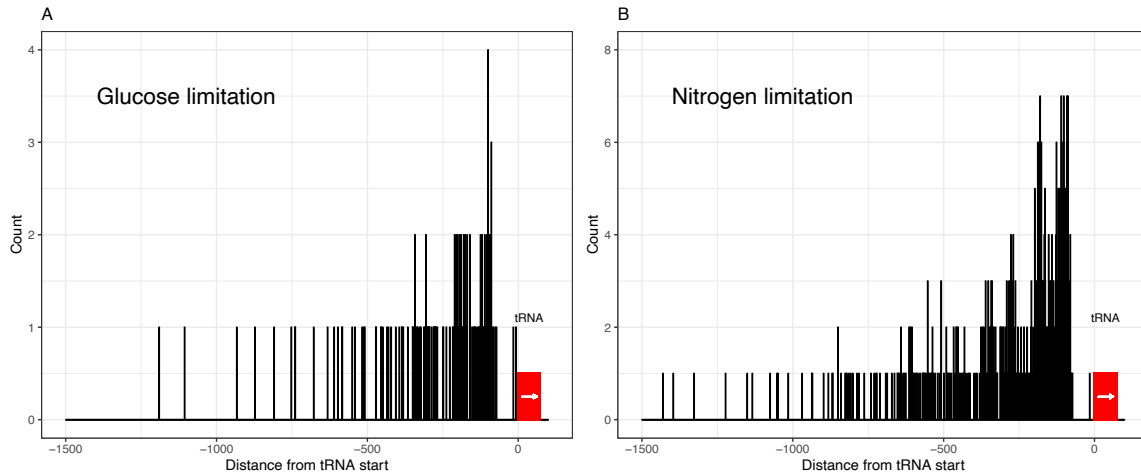 A
Glucose limitation
Count
4
3
2
1
0
tRNA
−1500
−1000
−500
0
Distance from tRNA start
B
Nitrogen limitation
Count
8
6
4
2
0
tRNA
−1500
−1000
−500
0
Distance from tRNA start